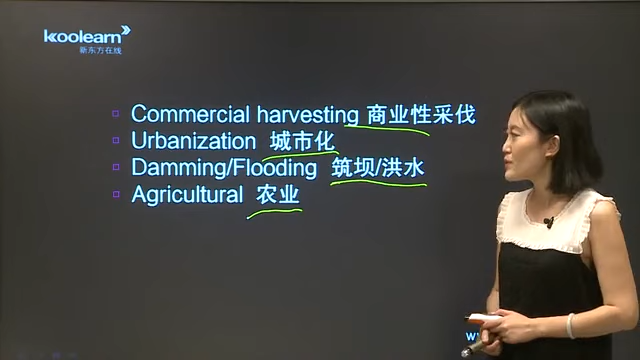 koolearn
新东方在线
Commercial harvesting 商业性采伐
Urbanization 城市化
Damming/Flooding 筑坝/洪水
Agricultural 农业